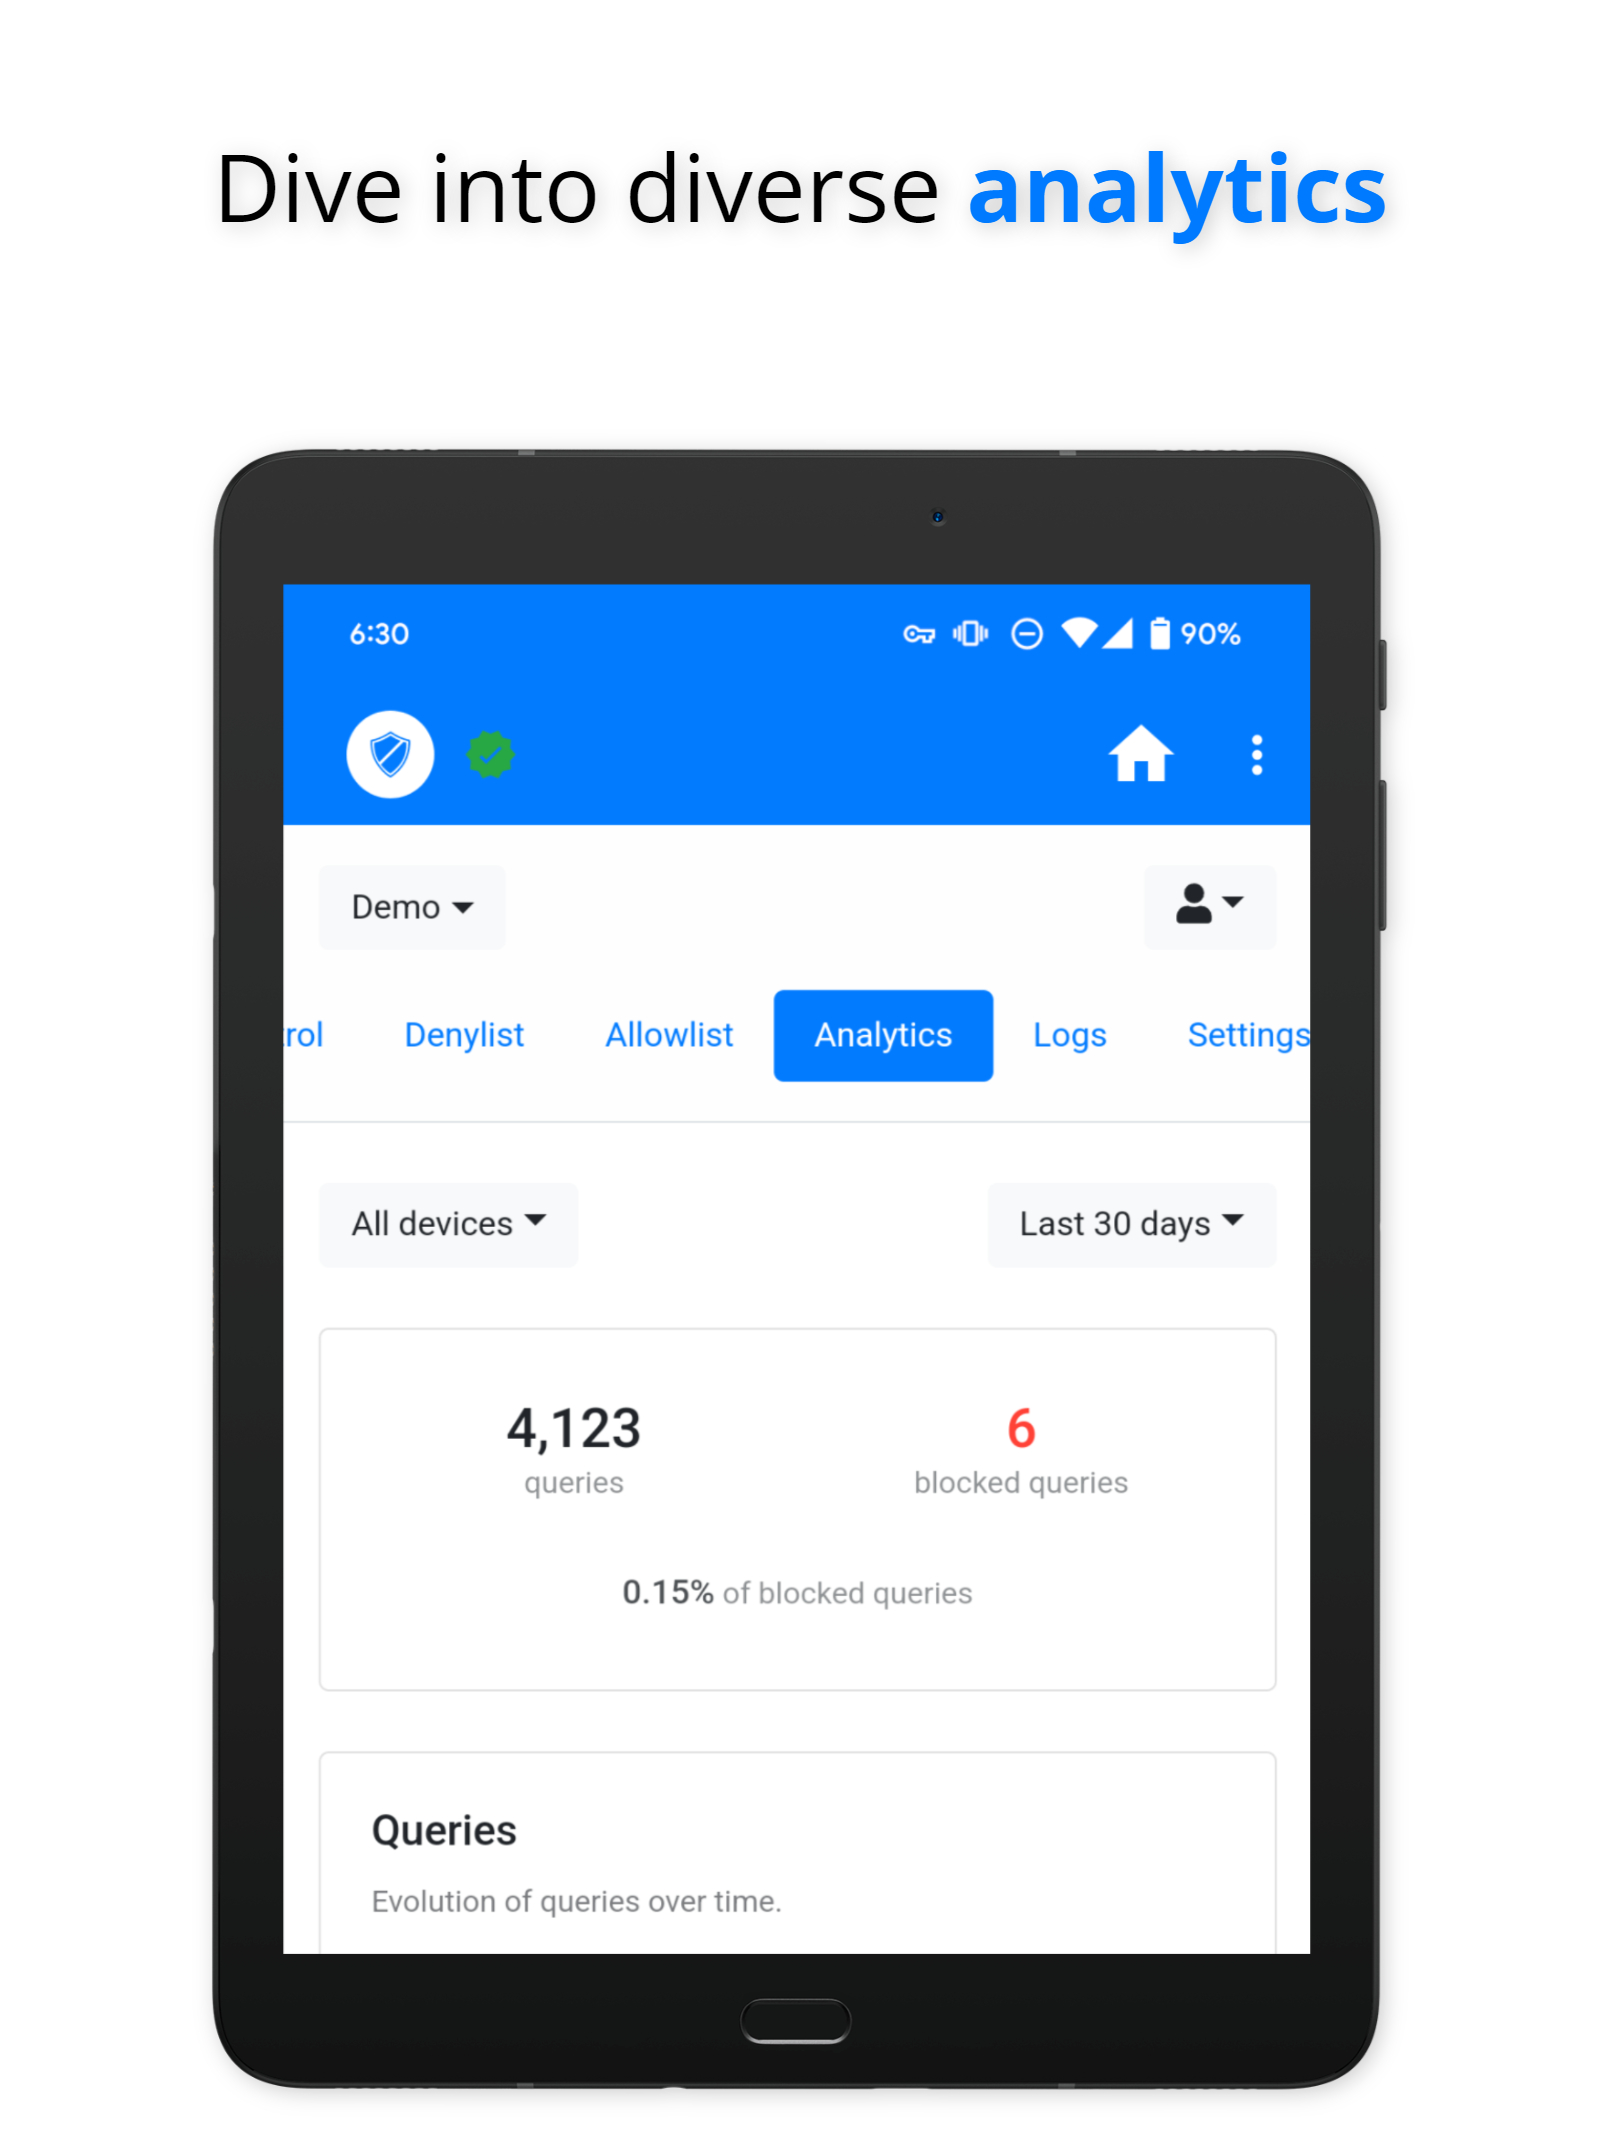 Dive into diverse analytics
6:30 90%
Demo
rol Denylist Allowlist Analytics Logs Settings
All devices Last 30 days
4,123 6
queries blocked queries
0.15% of blocked queries
Queries
Evolution of queries over time.